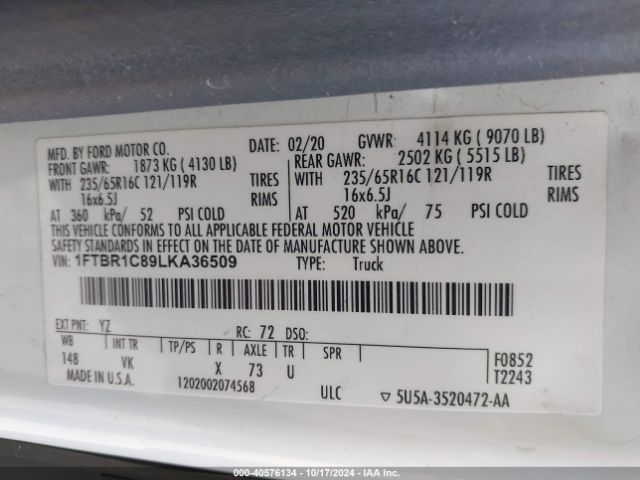 MFD. BY FORD MOTOR CO. DATE: 02/20 GVWR: 4114 KG ( 9070 LB)
FRONT GAWR: 1873 KG ( 4130 LB) REAR GAWR: 2502 KG ( 5515 LB)
WITH 235/65R16C 121/119R TIRES WITH 235/65R16C 121/119R TIRES
16x6.5J RIMS 16x6.5J RIMS
AT 360 kPa/ 52 PSI COLD AT 520 kPa/ 75 PSI COLD
THIS VEHICLE CONFORMS TO ALL APPLICABLE FEDERAL MOTOR VEHICLE
SAFETY STANDARDS IN EFFECT ON THE DATE OF MANUFACTURE SHOWN ABOVE.
VIN: 1FTBR1C89LKA36509 TYPE: Truck
EXT PNT: YZ RC: 72 DSO:
WB INT TR TP/PS R AXLE TR SPR
148 VK X 73 U
F0852
T2243
MADE IN U.S.A. 1202002074568 ULC ▽ 5U5A-3520472-AA
000-40576134 - 10/17/2024 - IAAI.COM